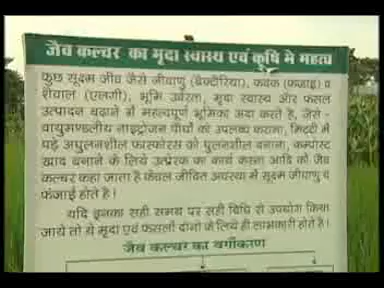 जैव कल्चर का मृदा स्वास्थ्य एवं कृषि मे महत्व
कुछ सूक्ष्म जीव जैसे जीवाणु (बैक्टीरिया), कवक (फंजाई) व
शैवाल (एलगी), भूमि उर्वरता, मृदा स्वास्थ्य और फसल
उत्पादन बढ़ाने में महत्वपूर्ण भूमिका अदा करते है, जैसे -
वायुमण्डलीय नाइट्रोजन पौधों को उपलब्ध कराना, मिट्टी में
पड़े अघुलनशील फास्फोरस को घुलनशील बनाना, कम्पोस्ट
खाद बनाने के लिये उत्प्रेरक का कार्य करना आदि को जैव
कल्चर कहा जाता है केवल जीवित अवस्था में सूक्ष्म जीवाणु व
फंजाई होते है !
यदि इनका सही समय पर सही विधि से उपयोग किया
जाये तो ये मृदा एवं फसलों दोनो के लिये ही लाभकारी होते है !
जैव कल्चर का वर्गीकरण